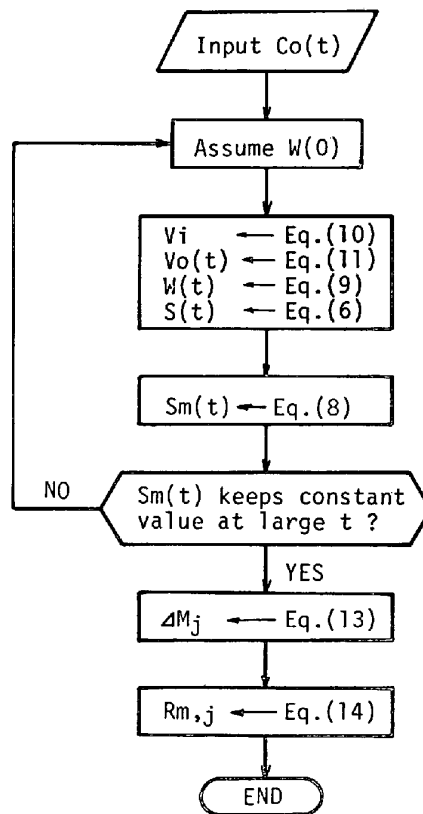 Input Co(t)
Assume W(0)
Vi ← Eq.(10)
Vo(t) ← Eq.(11)
W(t) ← Eq.(9)
S(t) ← Eq.(6)
Sm(t) ← Eq.(8)
NO
Sm(t) keeps constant
value at large t ?
YES
⊿Mj ← Eq.(13)
Rm,j ← Eq.(14)
END